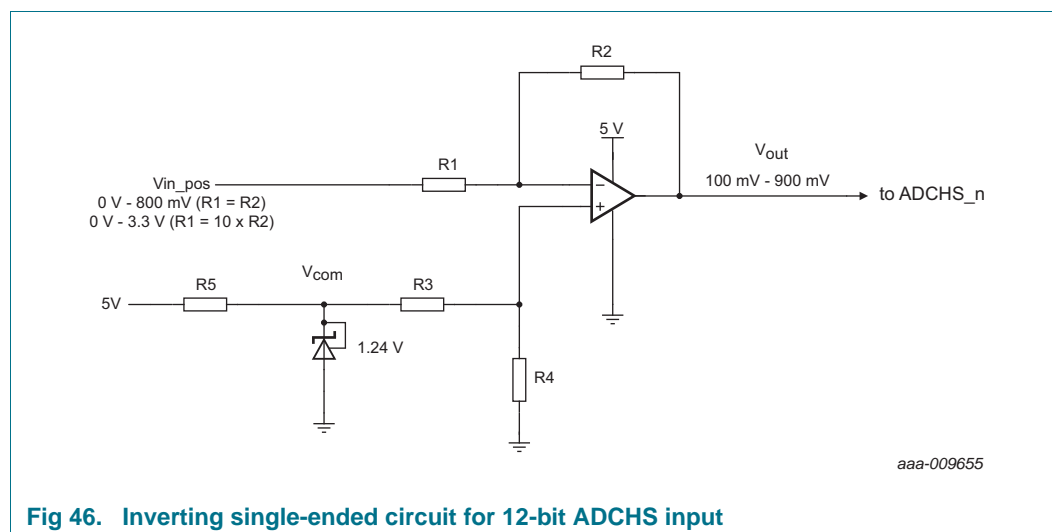 R2
5 V
Vout
R1
Vin_pos
100 mV - 900 mV
to ADCHS_n
0 V - 800 mV (R1 = R2)
0 V - 3.3 V (R1 = 10 x R2)
−
+
Vcom
5V
R5
R3
1.24 V
R4
aaa-009655
Fig 46. Inverting single-ended circuit for 12-bit ADCHS input